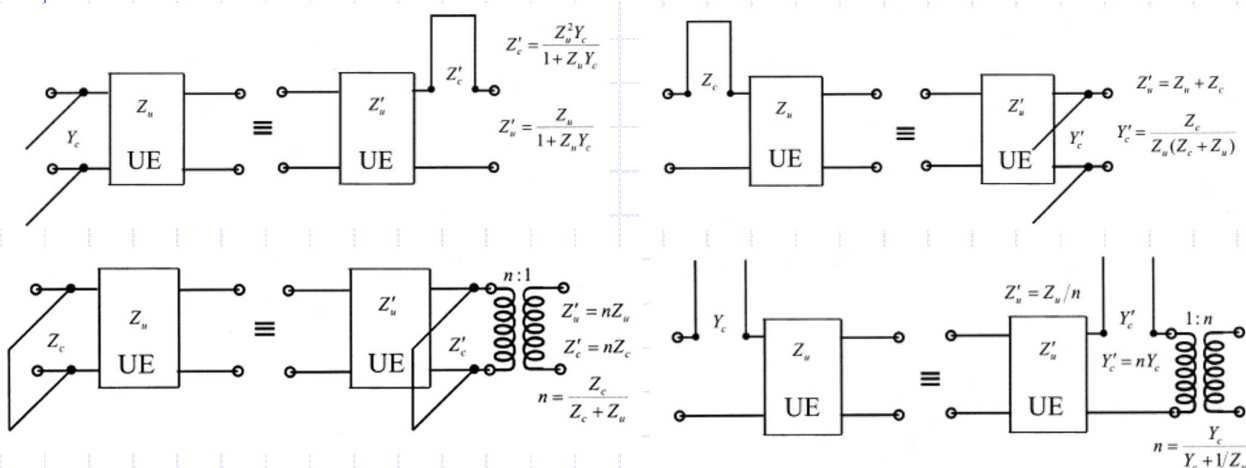 Y_c
Z_u
UE
≡
Z'_u
UE
Z'_c
Z'_c = Z_u^2 Y_c / (1 + Z_u Y_c)
Z'_u = Z_u / (1 + Z_u Y_c)
Z_c
Z_u
UE
≡
Z'_u
UE
Y'_c
Z'_u = Z_u + Z_c
Y'_c = Z_c / (Z_u (Z_c + Z_u))
Z_c
Z_u
UE
≡
Z'_u
UE
Z'_c
n:1
Z'_u = nZ_u
Z'_c = nZ_c
n = Z_c / (Z_c + Z_u)
Y_c
Z_u
UE
≡
Z'_u = Z_u/n
Z'_u
UE
Y'_c
Y'_c = nY_c
1:n
n = Y_c / (Y_c + 1/Z